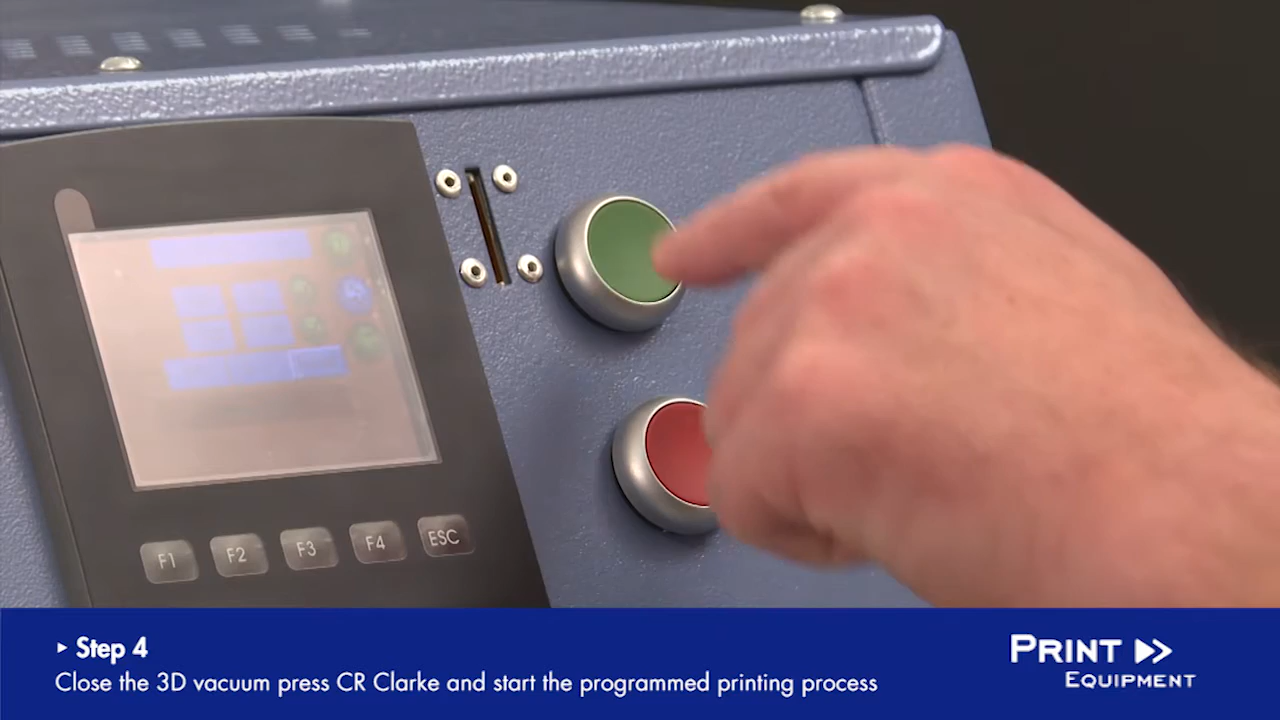 F1 F2 F3 F4 ESC
▸ Step 4
Close the 3D vacuum press CR Clarke and start the programmed printing process
PRINT
EQUIPMENT